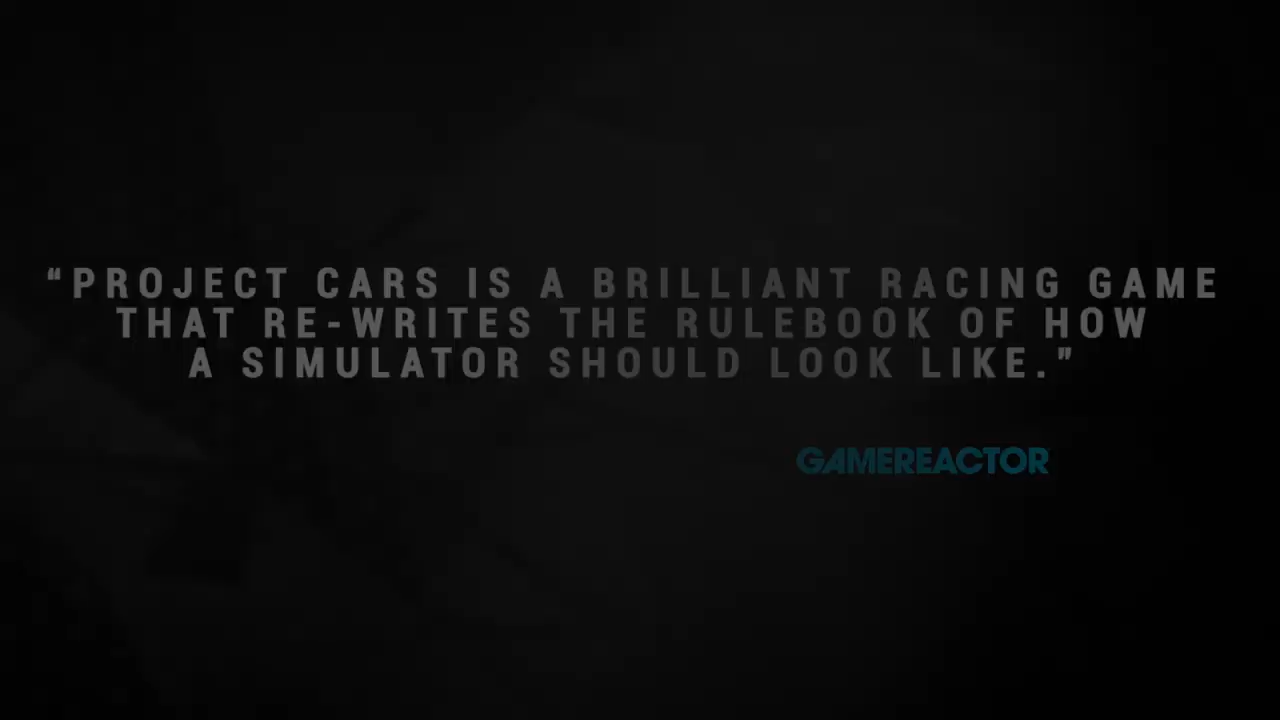 “PROJECT CARS IS A BRILLIANT RACING GAME
THAT RE-WRITES THE RULEBOOK OF HOW
A SIMULATOR SHOULD LOOK LIKE.”
GAMEREACTOR